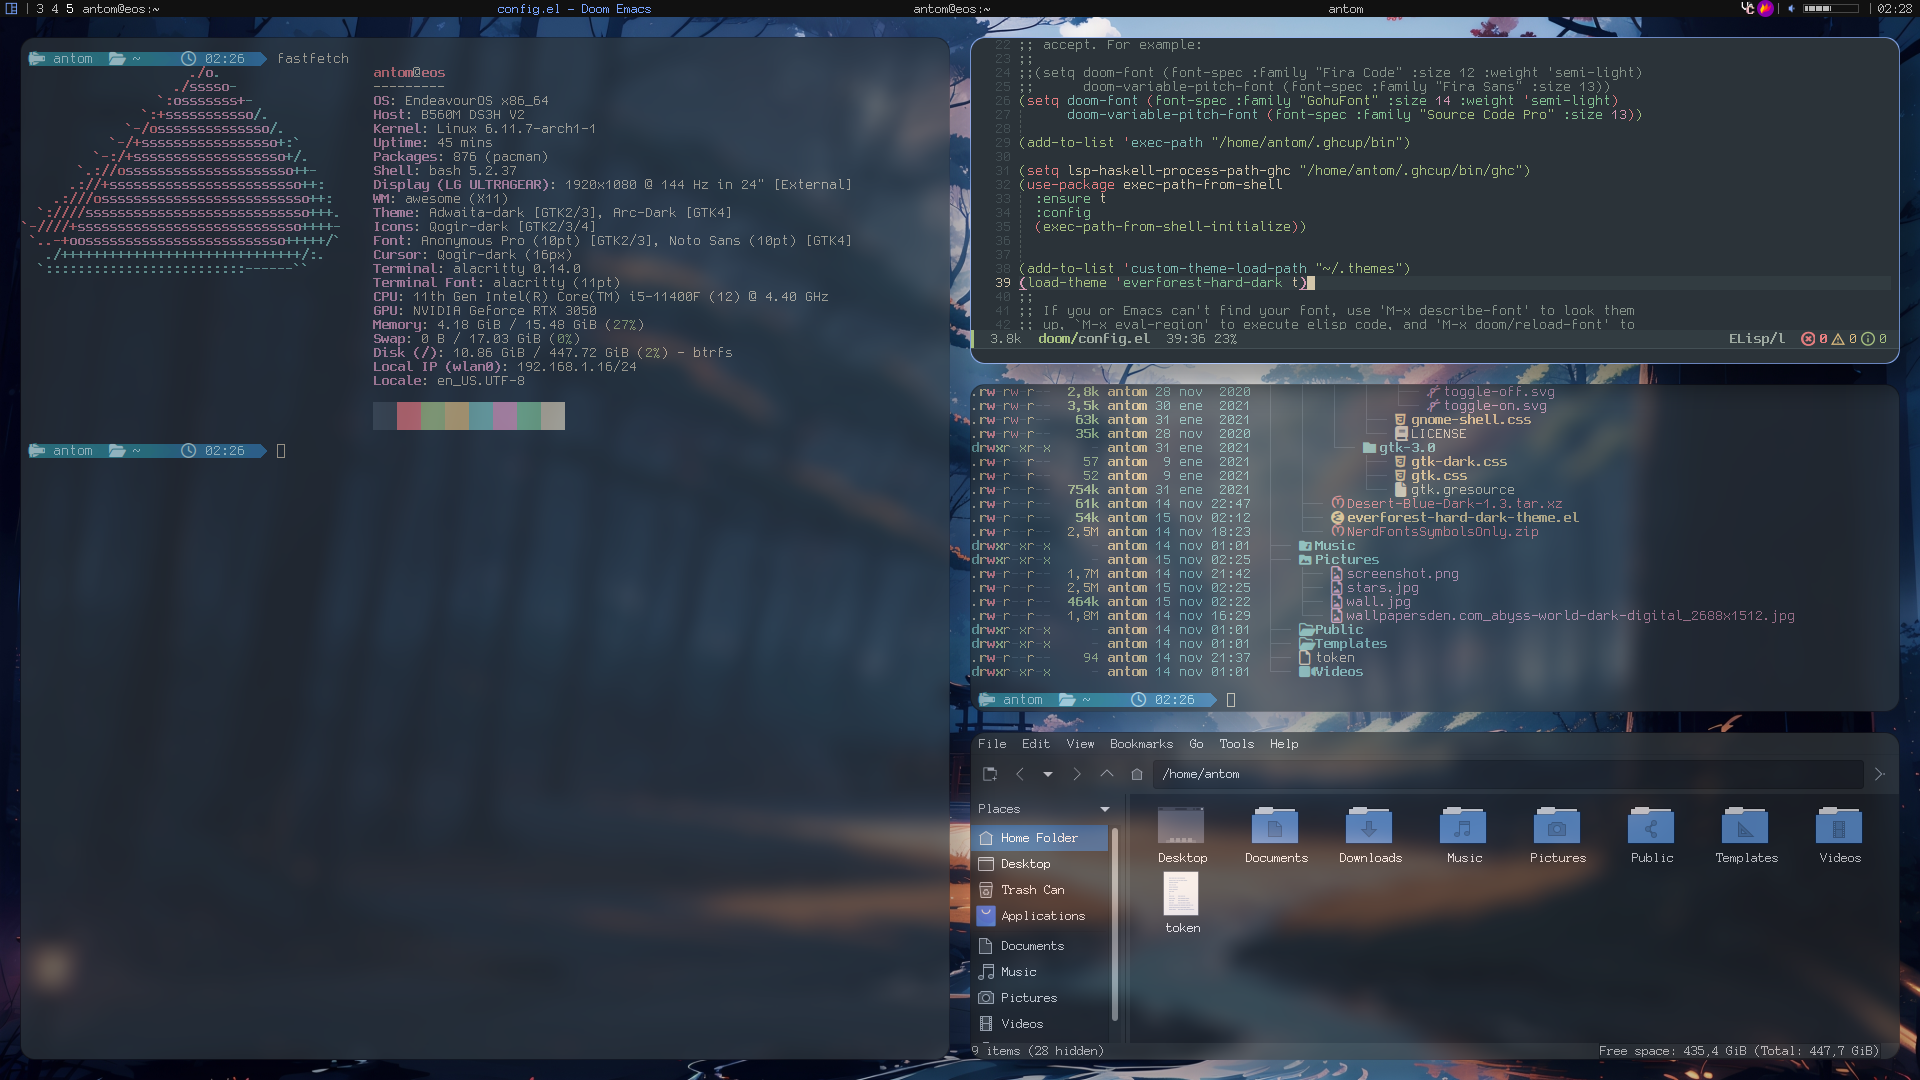 3 4 5 antom@eos:~
config.el – Doom Emacs
antom@eos:~
antom
02:28
antom ~ 02:26 fastfetch
./o.
./sssso-
`:osssssss+-
`:+sssssssssso/.
`-/ossssssssssssso/.
`-/+sssssssssssssssso+:`
`-:/+sssssssssssssssssso+/.
`.://osssssssssssssssssssso++-
.://+ssssssssssssssssssssssso++:
.:///ossssssssssssssssssssssssso++:
`:////ssssssssssssssssssssssssssso+++.
`-////+ssssssssssssssssssssssssssso++++-
`..-+oosssssssssssssssssssssssso+++++/`
./++++++++++++++++++++++++++++++/:.
`:::::::::::::::::::::::::------``
antom@eos
---------
OS: EndeavourOS x86_64
Host: B560M DS3H V2
Kernel: Linux 6.11.7-arch1-1
Uptime: 45 mins
Packages: 876 (pacman)
Shell: bash 5.2.37
Display (LG ULTRAGEAR): 1920x1080 @ 144 Hz in 24" [External]
WM: awesome (X11)
Theme: Adwaita-dark [GTK2/3], Arc-Dark [GTK4]
Icons: Qogir-dark [GTK2/3/4]
Font: Anonymous Pro (10pt) [GTK2/3], Noto Sans (10pt) [GTK4]
Cursor: Qogir-dark (16px)
Terminal: alacritty 0.14.0
Terminal Font: alacritty (11pt)
CPU: 11th Gen Intel(R) Core(TM) i5-11400F (12) @ 4.40 GHz
GPU: NVIDIA GeForce RTX 3050
Memory: 4.18 GiB / 15.48 GiB (27%)
Swap: 0 B / 17.03 GiB (0%)
Disk (/): 10.86 GiB / 447.72 GiB (2%) - btrfs
Local IP (wlan0): 192.168.1.16/24
Locale: en_US.UTF-8
antom ~ 02:26
22 ;; accept. For example:
23 ;;
24 ;;(setq doom-font (font-spec :family "Fira Code" :size 12 :weight 'semi-light)
25 ;; doom-variable-pitch-font (font-spec :family "Fira Sans" :size 13))
26 (setq doom-font (font-spec :family "GohuFont" :size 14 :weight 'semi-light)
27 doom-variable-pitch-font (font-spec :family "Source Code Pro" :size 13))
28
29 (add-to-list 'exec-path "/home/antom/.ghcup/bin")
30
31 (setq lsp-haskell-process-path-ghc "/home/antom/.ghcup/bin/ghc")
32 (use-package exec-path-from-shell
33 :ensure t
34 :config
35 (exec-path-from-shell-initialize))
36
37
38 (add-to-list 'custom-theme-load-path "~/.themes")
39 (load-theme 'everforest-hard-dark t)
40 ;;
41 ;; If you or Emacs can't find your font, use 'M-x describe-font' to look them
42 ;; up, `M-x eval-region' to execute elisp code, and 'M-x doom/reload-font' to
3.8k doom/config.el 39:36 23% ELisp/l 0 0 0
.rw-rw-r-- 2,8k antom 28 nov 2020 toggle-off.svg
.rw-rw-r-- 3,5k antom 30 ene 2021 toggle-on.svg
.rw-rw-r-- 63k antom 31 ene 2021 gnome-shell.css
.rw-rw-r-- 35k antom 28 nov 2020 LICENSE
drwxr-xr-x - antom 31 ene 2021 gtk-3.0
.rw-r--r-- 57 antom 9 ene 2021 gtk-dark.css
.rw-r--r-- 52 antom 9 ene 2021 gtk.css
.rw-r--r-- 754k antom 31 ene 2021 gtk.gresource
.rw-r--r-- 61k antom 14 nov 22:47 Desert-Blue-Dark-1.3.tar.xz
.rw-r--r-- 54k antom 15 nov 02:12 everforest-hard-dark-theme.el
.rw-r--r-- 2,5M antom 14 nov 18:23 NerdFontsSymbolsOnly.zip
drwxr-xr-x - antom 14 nov 01:01 Music
drwxr-xr-x - antom 15 nov 02:25 Pictures
.rw-r--r-- 1,7M antom 14 nov 21:42 screenshot.png
.rw-r--r-- 2,5M antom 15 nov 02:25 stars.jpg
.rw-r--r-- 464k antom 15 nov 02:22 wall.jpg
.rw-r--r-- 1,8M antom 14 nov 16:29 wallpapersden.com_abyss-world-dark-digital_2688x1512.jpg
drwxr-xr-x - antom 14 nov 01:01 Public
drwxr-xr-x - antom 14 nov 01:01 Templates
.rw-r--r-- 94 antom 14 nov 21:37 token
drwxr-xr-x - antom 14 nov 01:01 Videos
antom ~ 02:26
File Edit View Bookmarks Go Tools Help
/home/antom
Places
Home Folder
Desktop
Trash Can
Applications
Documents
Music
Pictures
Videos
Desktop Documents Downloads Music Pictures Public Templates Videos
token
9 items (28 hidden)
Free space: 435,4 GiB (Total: 447,7 GiB)